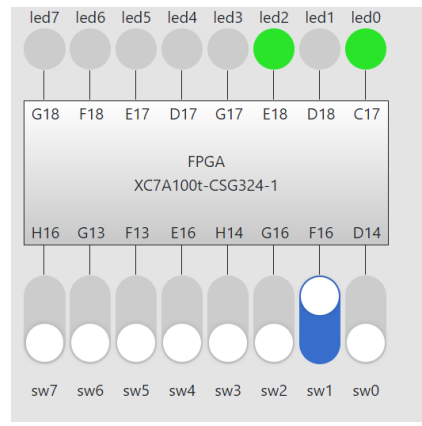 led7 led6 led5 led4 led3 led2 led1 led0
G18 F18 E17 D17 G17 E18 D18 C17
FPGA
XC7A100t-CSG324-1
H16 G13 F13 E16 H14 G16 F16 D14
sw7 sw6 sw5 sw4 sw3 sw2 sw1 sw0